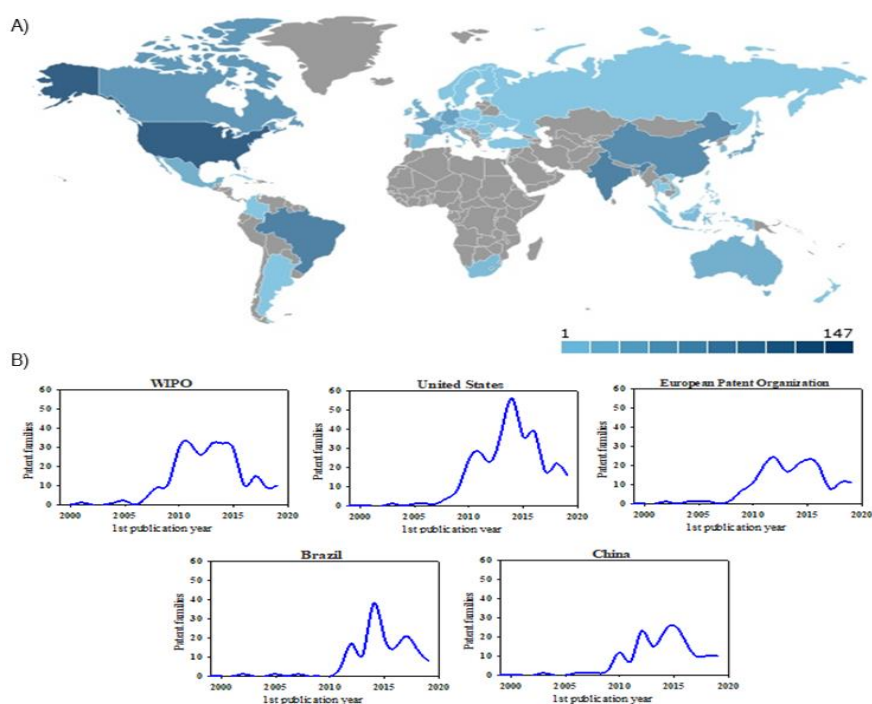 A)
1 147
B)
WIPO
60
50
40
30
20
10
0
Patent families
2000 2005 2010 2015 2020
1st publication year
United States
60
50
40
30
20
10
0
Patent families
2000 2005 2010 2015 2020
1st publication year
European Patent Organization
60
50
40
30
20
10
0
Patent families
2000 2005 2010 2015 2020
1st publication year
Brazil
60
50
40
30
20
10
0
Patent families
2000 2005 2010 2015 2020
1st publication year
China
60
50
40
30
20
10
0
Patent families
2000 2005 2010 2015 2020
1st publication year